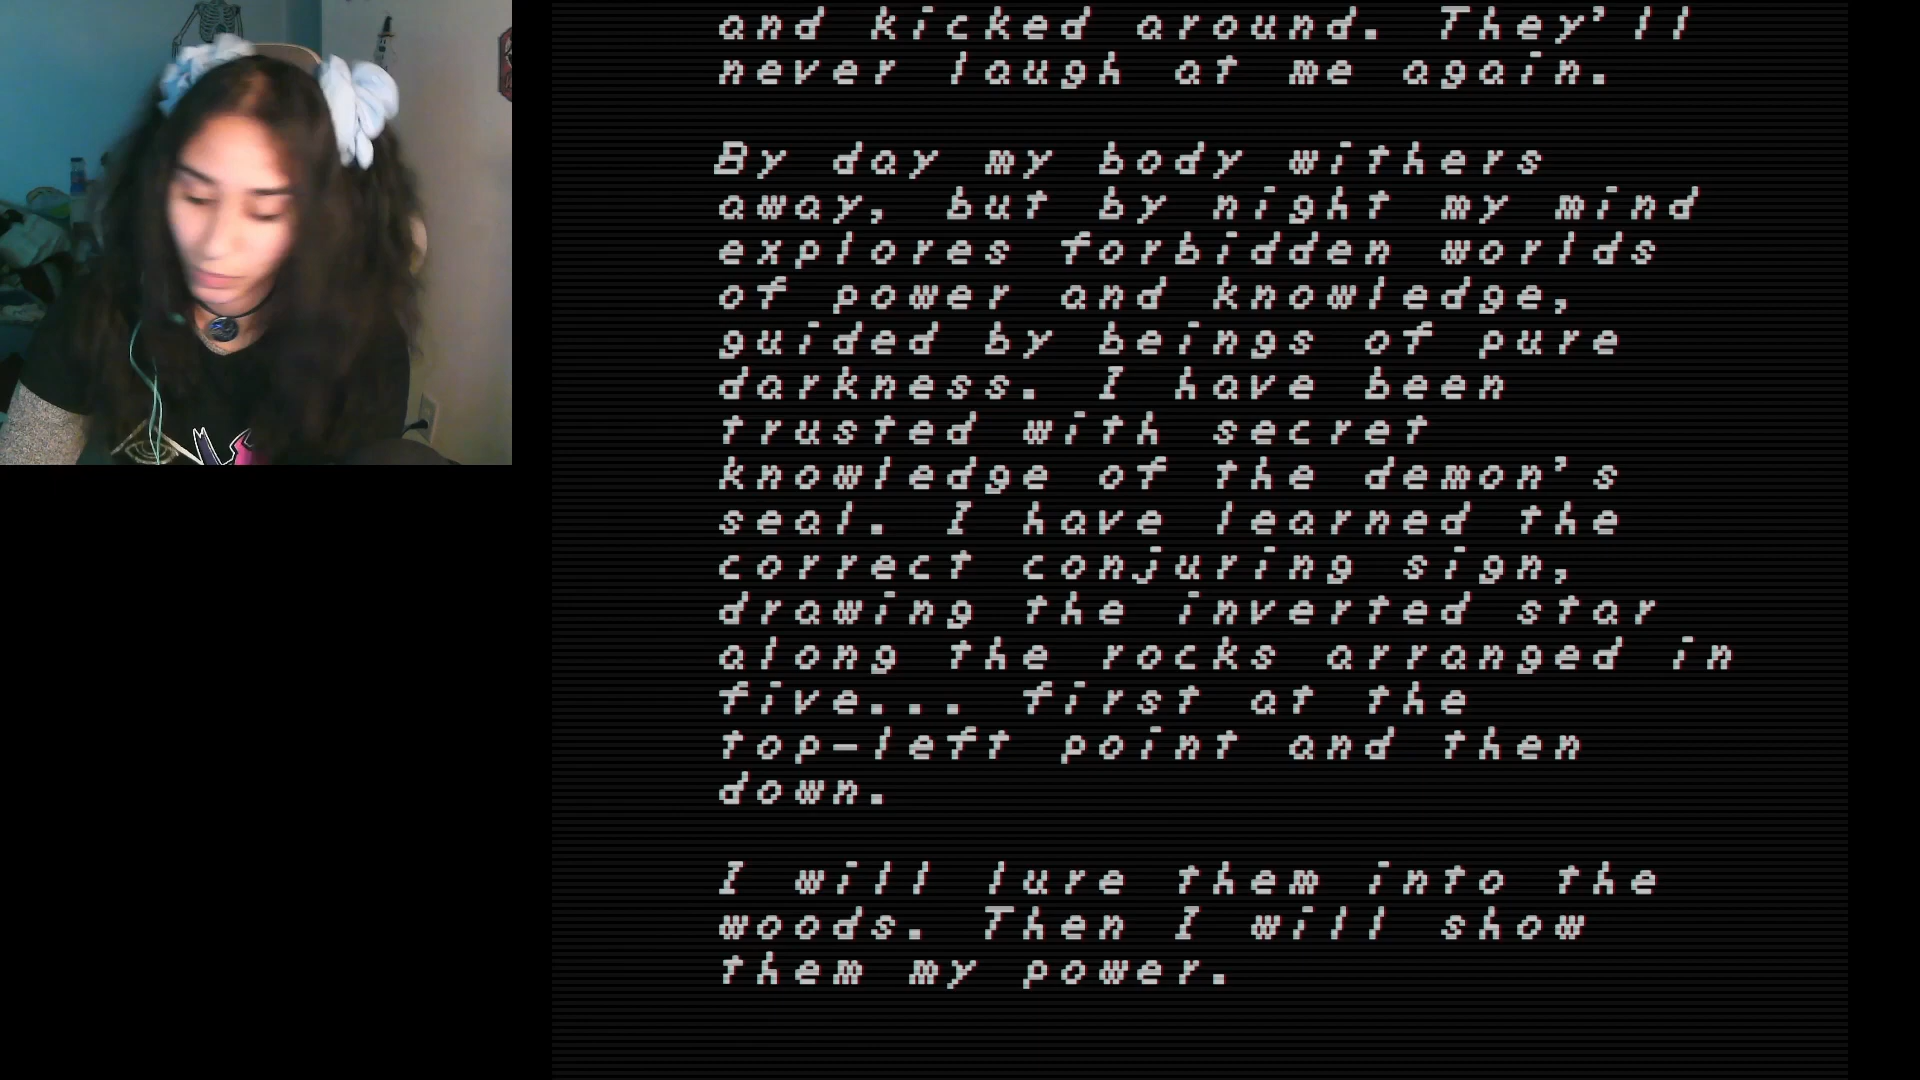 and kicked around. They'll
never laugh at me again.
By day my body withers
away, but by night my mind
explores forbidden worlds
of power and knowledge,
guided by beings of pure
darkness. I have been
trusted with secret
knowledge of the demon's
seal. I have learned the
correct conjuring sign,
drawing the inverted star
along the rocks arranged in
five... first at the
top-left point and then
down.
I will lure them into the
woods. Then I will show
them my power.